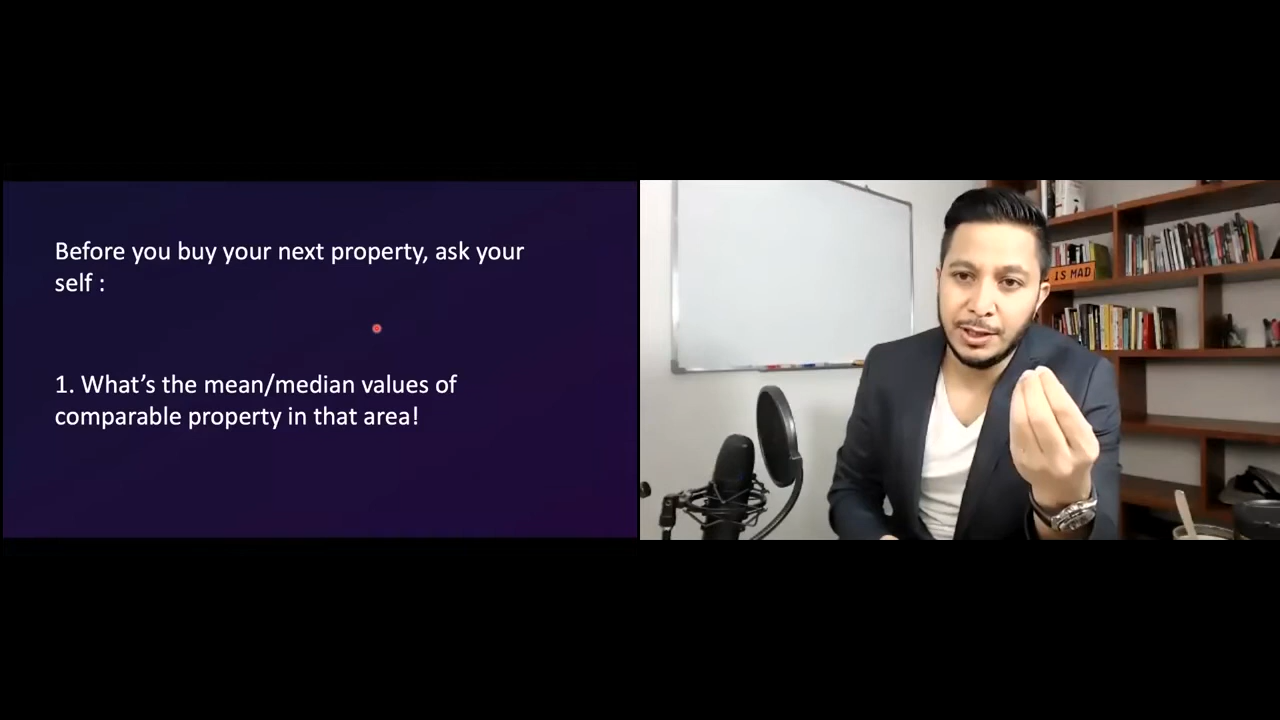 Before you buy your next property, ask your
self :
1. What’s the mean/median values of
comparable property in that area!
IS MAD